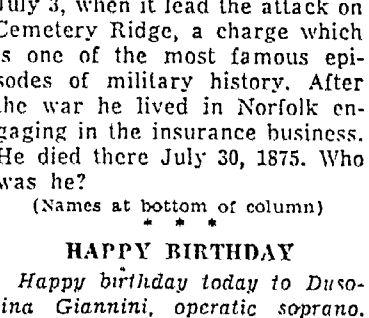 July 3, when it lead the attack on
Cemetery Ridge, a charge which
is one of the most famous epi-
sodes of military history. After
the war he lived in Norfolk en-
gaging in the insurance business.
He died there July 30, 1875. Who
was he?
(Names at bottom of column)
* * *
HAPPY BIRTHDAY
Happy birthday today to Duso-
ina Giannini, operatic soprano.